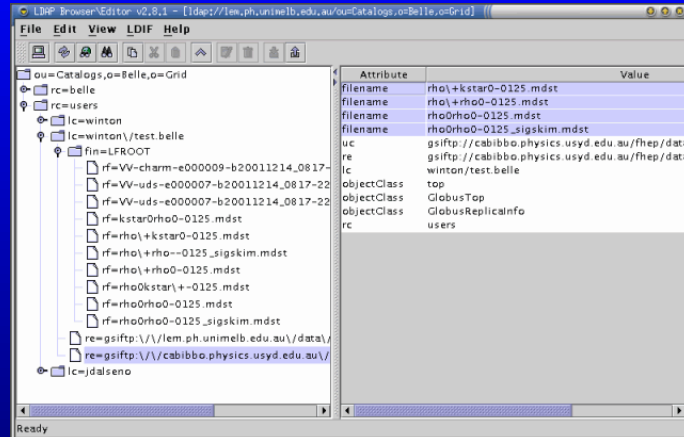 LDAP Browser\Editor v2.8.1 - [ldap://lem.ph.unimelb.edu.au/ou=Catalogs,o=Belle,o=Grid]
File Edit View LDIF Help
ou=Catalogs,o=Belle,o=Grid
rc=belle
rc=users
lc=winton
lc=winton\/test.belle
fin=LFROOT
rf=VV-charm-e000009-b20011214_0817-
rf=VV-uds-e000007-b20011214_0817-22
rf=VV-uds-e000007-b20011214_0817-22
rf=kstar0rho0-0125.mdst
rf=rho\+kstar0-0125.mdst
rf=rho\+rho--0125_sigskim.mdst
rf=rho\+rho0-0125.mdst
rf=rho0kstar\+-0125.mdst
rf=rho0rho0-0125.mdst
rf=rho0rho0-0125_sigskim.mdst
re=gsiftp:\/\/lem.ph.unimelb.edu.au\/data\/
re=gsiftp:\/\/cabibbo.physics.usyd.edu.au\/
lc=jdalseno
Attribute Value
filename rho\+kstar0-0125.mdst
filename rho\+rho0-0125.mdst
filename rho0rho0-0125.mdst
filename rho0rho0-0125_sigskim.mdst
uc gsiftp://cabibbo.physics.usyd.edu.au/fhep/data
re gsiftp://cabibbo.physics.usyd.edu.au/fhep/data
lc winton/test.belle
objectClass top
objectClass GlobusTop
objectClass GlobusReplicaInfo
rc users
Ready